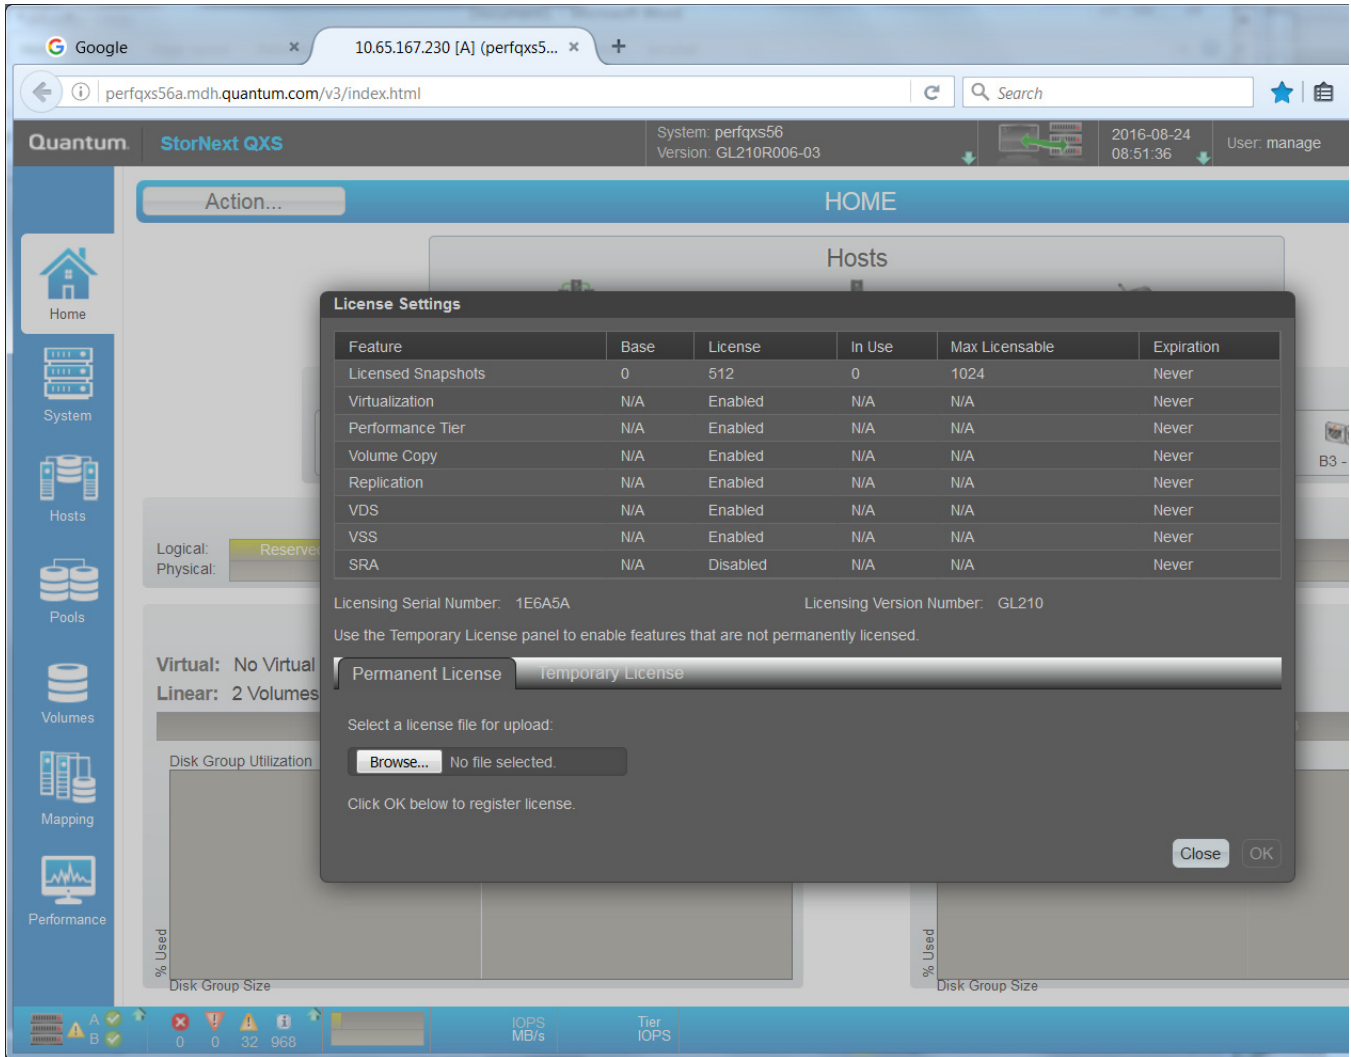 Google
10.65.167.230 [A] (perfqxs5...
perfqxs56a.mdh.quantum.com/v3/index.html
Search
Quantum.
StorNext QXS
System: perfqxs56
Version: GL210R006-03
2016-08-24
08:51:36
User: manage
Action...
HOME
Hosts
Home
System
Hosts
Pools
Volumes
Mapping
Performance
License Settings
Feature Base License In Use Max Licensable Expiration
Licensed Snapshots 0 512 0 1024 Never
Virtualization N/A Enabled N/A N/A Never
Performance Tier N/A Enabled N/A N/A Never
Volume Copy N/A Enabled N/A N/A Never
Replication N/A Enabled N/A N/A Never
VDS N/A Enabled N/A N/A Never
VSS N/A Enabled N/A N/A Never
SRA N/A Disabled N/A N/A Never
Licensing Serial Number: 1E6A5A Licensing Version Number: GL210
Use the Temporary License panel to enable features that are not permanently licensed.
Permanent License Temporary License
Select a license file for upload:
Browse... No file selected.
Click OK below to register license.
Close OK
B3 -
Logical: Reserve
Physical:
Virtual: No Virtual
Linear: 2 Volumes
Disk Group Utilization
% Used
Disk Group Size
% Used
Disk Group Size
A
B
0 0 32 968
IOPS
MB/s
Tier
IOPS